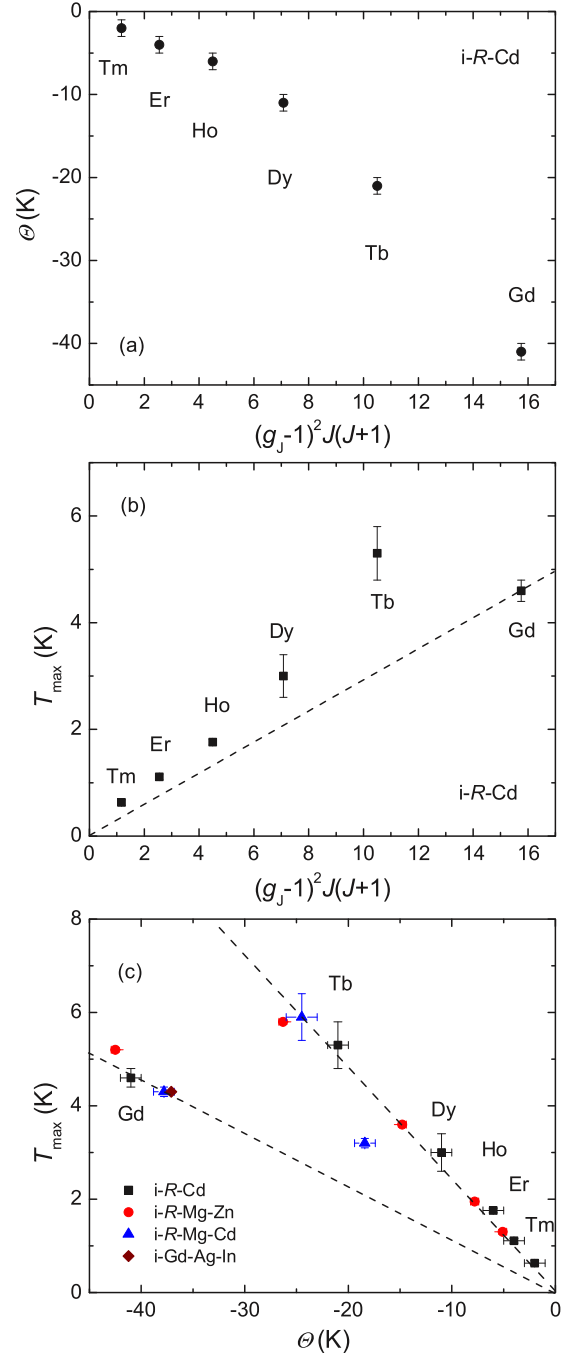 0
Tm
i-R-Cd
Er
-10
Ho
Dy
-20
Θ (K)
Tb
-30
Gd
-40
(a)
0 2 4 6 8 10 12 14 16
(gJ-1)²J(J+1)
(b)
6
Tb
4
Gd
Dy
Tmax (K)
Ho
2
Er
Tm
i-R-Cd
0
0 2 4 6 8 10 12 14 16
(gJ-1)²J(J+1)
8
(c)
Tb
6
4
Gd
Dy
Tmax (K)
Ho
Er
2
i-R-Cd
i-R-Mg-Zn
Tm
i-R-Mg-Cd
i-Gd-Ag-In
0
-40 -30 -20 -10 0
Θ (K)